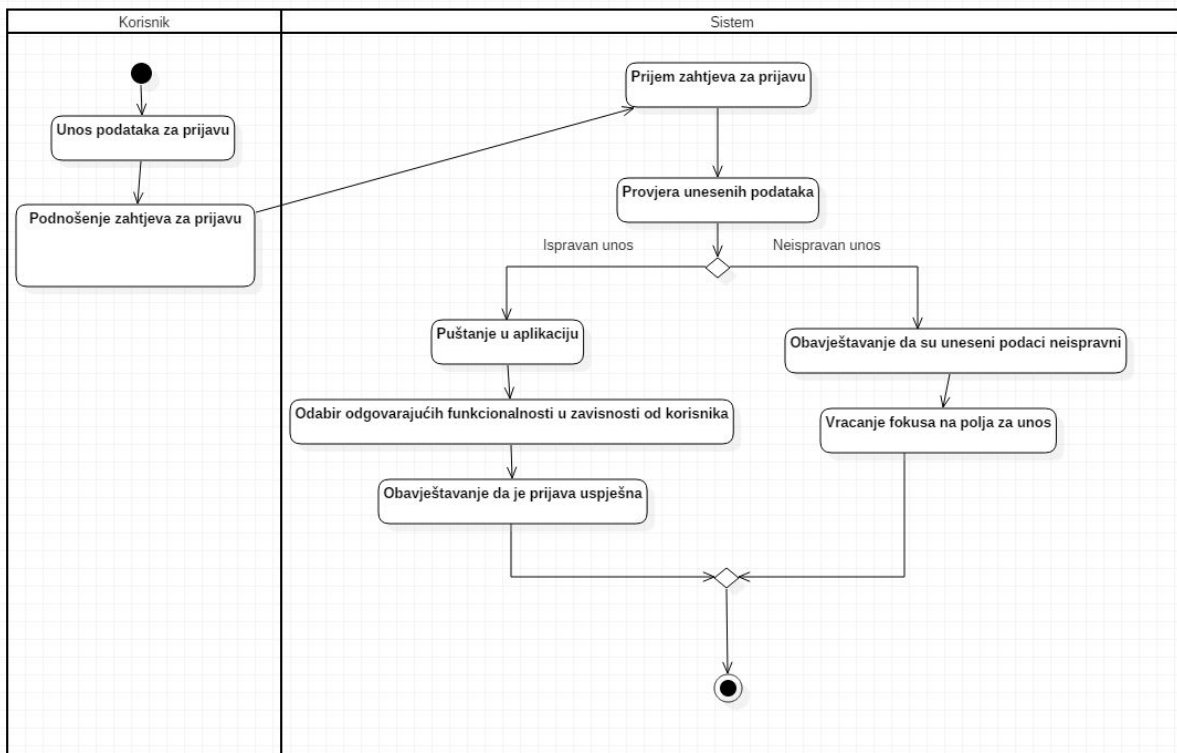 Korisnik
Sistem
Unos podataka za prijavu
Podnošenje zahtjeva za prijavu
Prijem zahtjeva za prijavu
Provjera unesenih podataka
Ispravan unos
Neispravan unos
Puštanje u aplikaciju
Odabir odgovarajućih funkcionalnosti u zavisnosti od korisnika
Obavještavanje da je prijava uspješna
Obavještavanje da su uneseni podaci neispravni
Vracanje fokusa na polja za unos